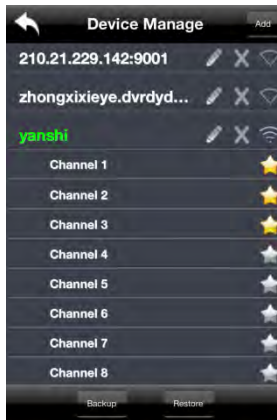 Device Manage
Add
210.21.229.142:9001
zhongxixieye.dvrdyd...
yanshi
Channel 1
Channel 2
Channel 3
Channel 4
Channel 5
Channel 6
Channel 7
Channel 8
Backup
Restore